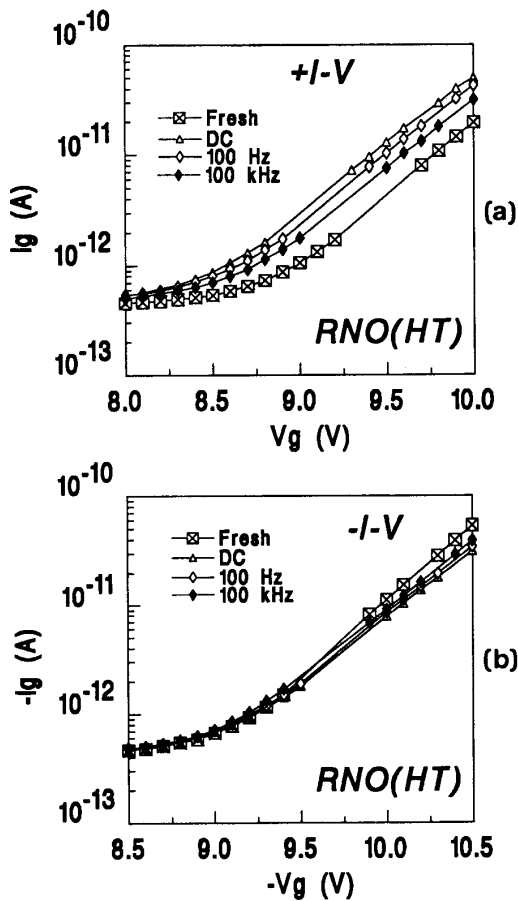 10⁻¹⁰
+/-V
Fresh
DC
100 Hz
100 kHz
10⁻¹¹
Ig (A)
(a)
10⁻¹²
RNO(HT)
10⁻¹³
8.0 8.5 9.0 9.5 10.0
Vg (V)
10⁻¹⁰
-/-V
Fresh
DC
100 Hz
100 kHz
10⁻¹¹
-Ig (A)
(b)
10⁻¹²
RNO(HT)
10⁻¹³
8.5 9.0 9.5 10.0 10.5
-Vg (V)